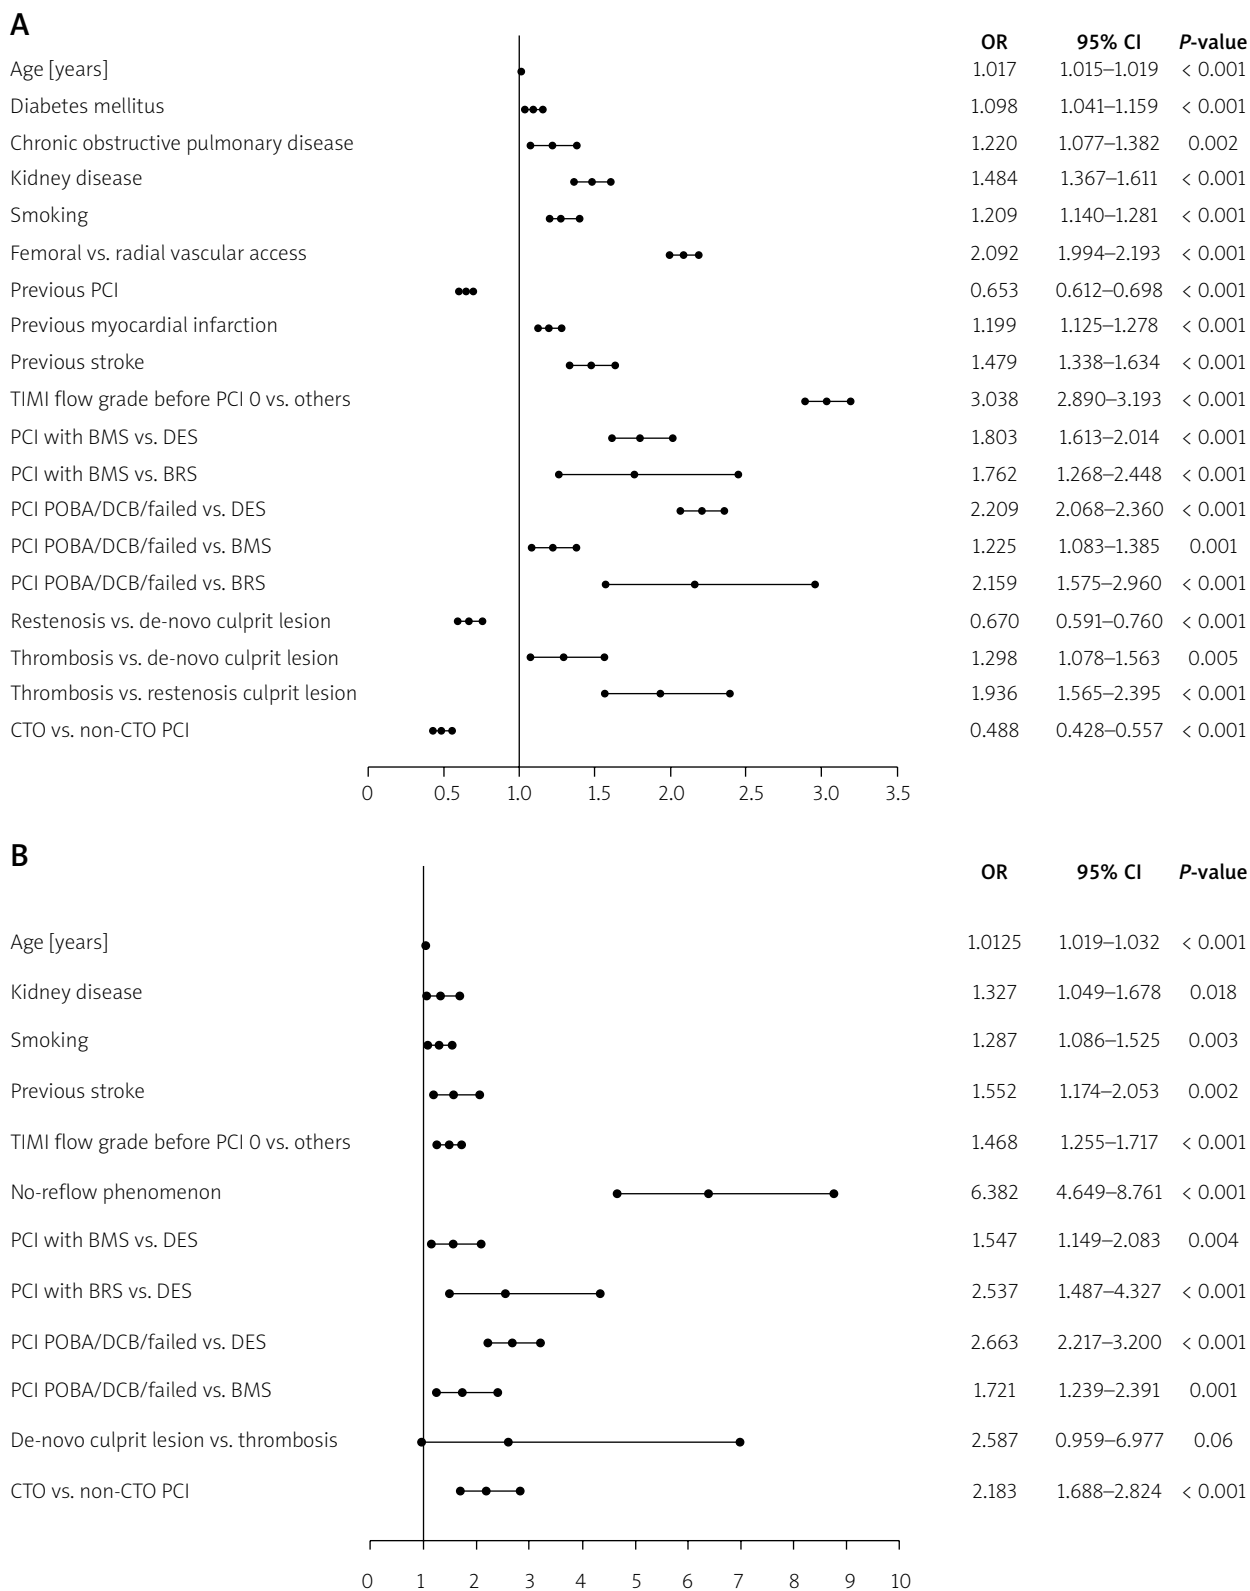 A
OR 95% CI P-value
Age [years] 1.017 1.015–1.019 < 0.001
Diabetes mellitus 1.098 1.041–1.159 < 0.001
Chronic obstructive pulmonary disease 1.220 1.077–1.382 0.002
Kidney disease 1.484 1.367–1.611 < 0.001
Smoking 1.209 1.140–1.281 < 0.001
Femoral vs. radial vascular access 2.092 1.994–2.193 < 0.001
Previous PCI 0.653 0.612–0.698 < 0.001
Previous myocardial infarction 1.199 1.125–1.278 < 0.001
Previous stroke 1.479 1.338–1.634 < 0.001
TIMI flow grade before PCI 0 vs. others 3.038 2.890–3.193 < 0.001
PCI with BMS vs. DES 1.803 1.613–2.014 < 0.001
PCI with BMS vs. BRS 1.762 1.268–2.448 < 0.001
PCI POBA/DCB/failed vs. DES 2.209 2.068–2.360 < 0.001
PCI POBA/DCB/failed vs. BMS 1.225 1.083–1.385 0.001
PCI POBA/DCB/failed vs. BRS 2.159 1.575–2.960 < 0.001
Restenosis vs. de-novo culprit lesion 0.670 0.591–0.760 < 0.001
Thrombosis vs. de-novo culprit lesion 1.298 1.078–1.563 0.005
Thrombosis vs. restenosis culprit lesion 1.936 1.565–2.395 < 0.001
CTO vs. non-CTO PCI 0.488 0.428–0.557 < 0.001
0 0.5 1.0 1.5 2.0 2.5 3.0 3.5
B
OR 95% CI P-value
Age [years] 1.0125 1.019–1.032 < 0.001
Kidney disease 1.327 1.049–1.678 0.018
Smoking 1.287 1.086–1.525 0.003
Previous stroke 1.552 1.174–2.053 0.002
TIMI flow grade before PCI 0 vs. others 1.468 1.255–1.717 < 0.001
No-reflow phenomenon 6.382 4.649–8.761 < 0.001
PCI with BMS vs. DES 1.547 1.149–2.083 0.004
PCI with BRS vs. DES 2.537 1.487–4.327 < 0.001
PCI POBA/DCB/failed vs. DES 2.663 2.217–3.200 < 0.001
PCI POBA/DCB/failed vs. BMS 1.721 1.239–2.391 0.001
De-novo culprit lesion vs. thrombosis 2.587 0.959–6.977 0.06
CTO vs. non-CTO PCI 2.183 1.688–2.824 < 0.001
0 1 2 3 4 5 6 7 8 9 10